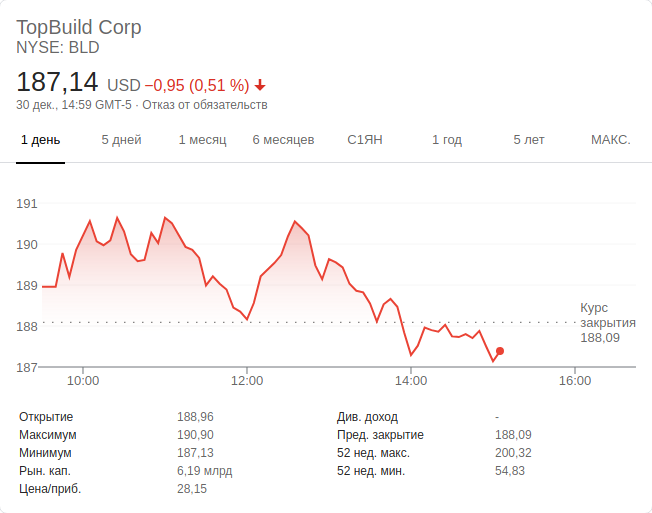 TopBuild Corp
NYSE: BLD
187,14 USD −0,95 (0,51 %)
30 дек., 14:59 GMT-5 · Отказ от обязательств
1 день 5 дней 1 месяц 6 месяцев С1ЯН 1 год 5 лет МАКС.
191
190
189
188
187
Курс
закрытия
188,09
10:00 12:00 14:00 16:00
Открытие 188,96
Максимум 190,90
Минимум 187,13
Рын. кап. 6,19 млрд
Цена/приб. 28,15
Див. доход -
Пред. закрытие 188,09
52 нед. макс. 200,32
52 нед. мин. 54,83